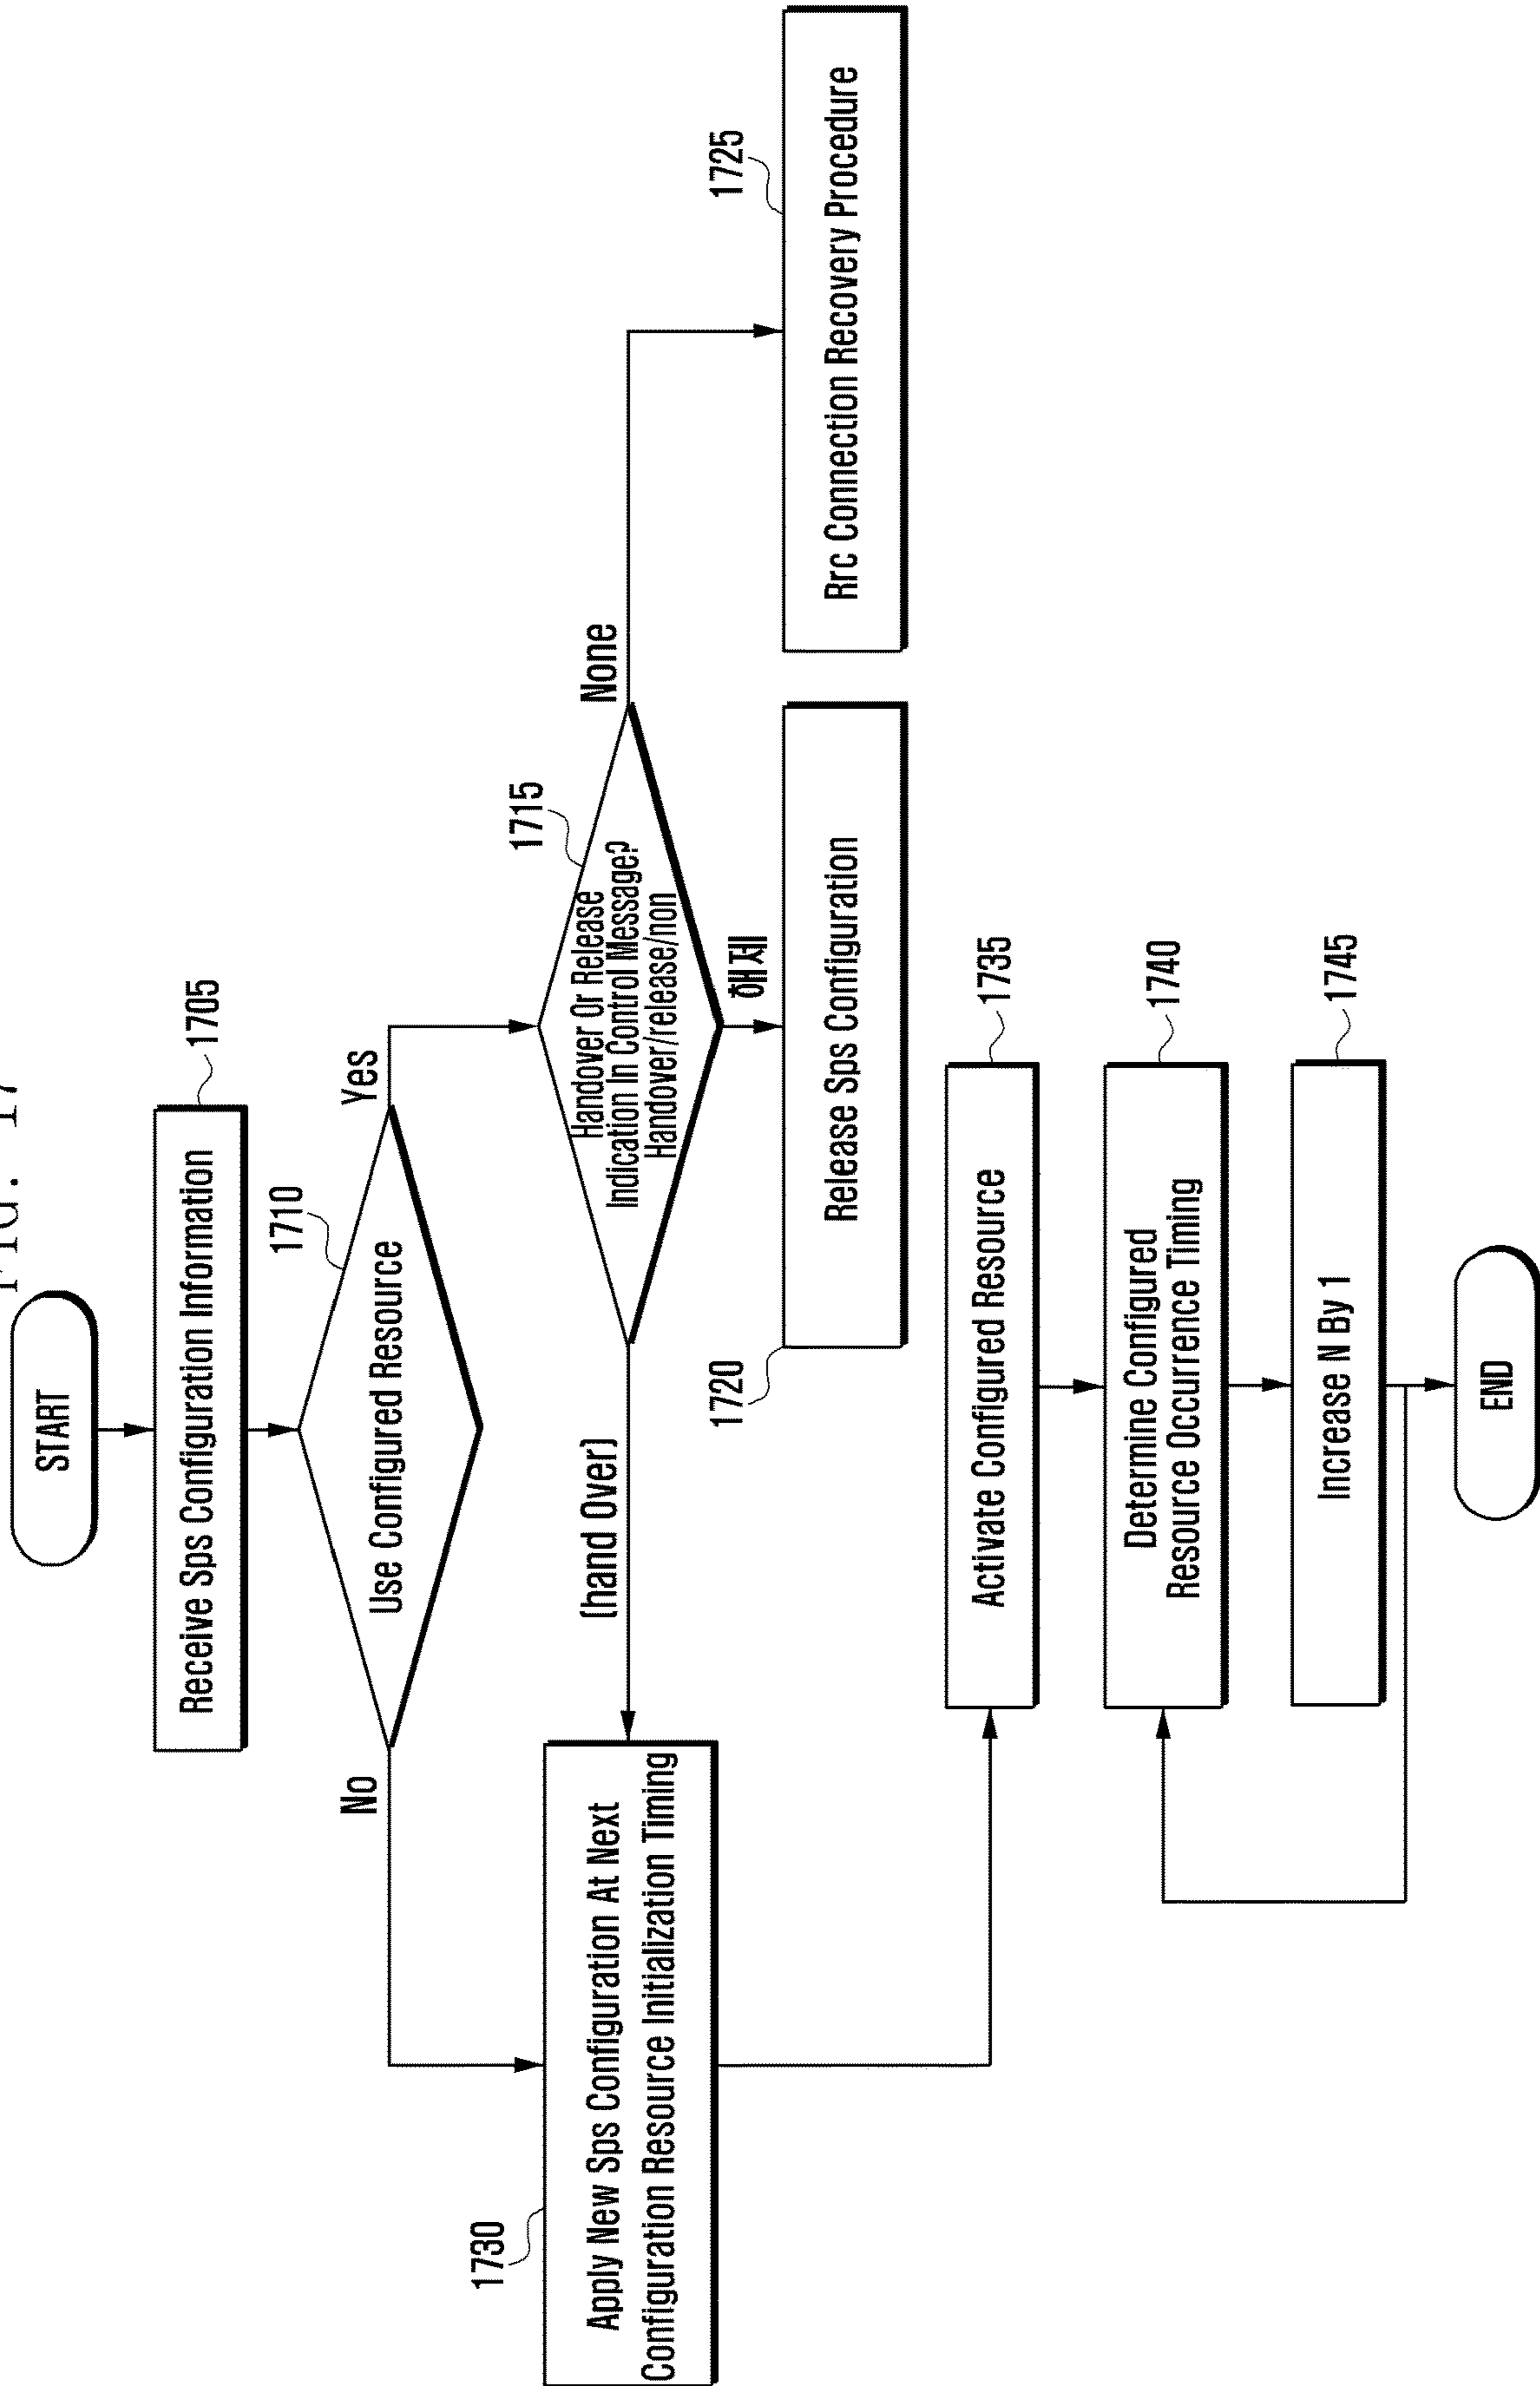 FIG. 17
START
Receive Sps Configuration Information
1705
Use Configured Resource
1710
No
Yes
Handover Or Release
Indication In Control Message?
Handover/release/non
1715
(hand Over)
None
해제
Apply New Sps Configuration At Next
Configuration Resource Initialization Timing
1730
Release Sps Configuration
1720
Rrc Connection Recovery Procedure
1725
Activate Configured Resource
1735
Determine Configured
Resource Occurrence Timing
1740
Increase N By 1
1745
END